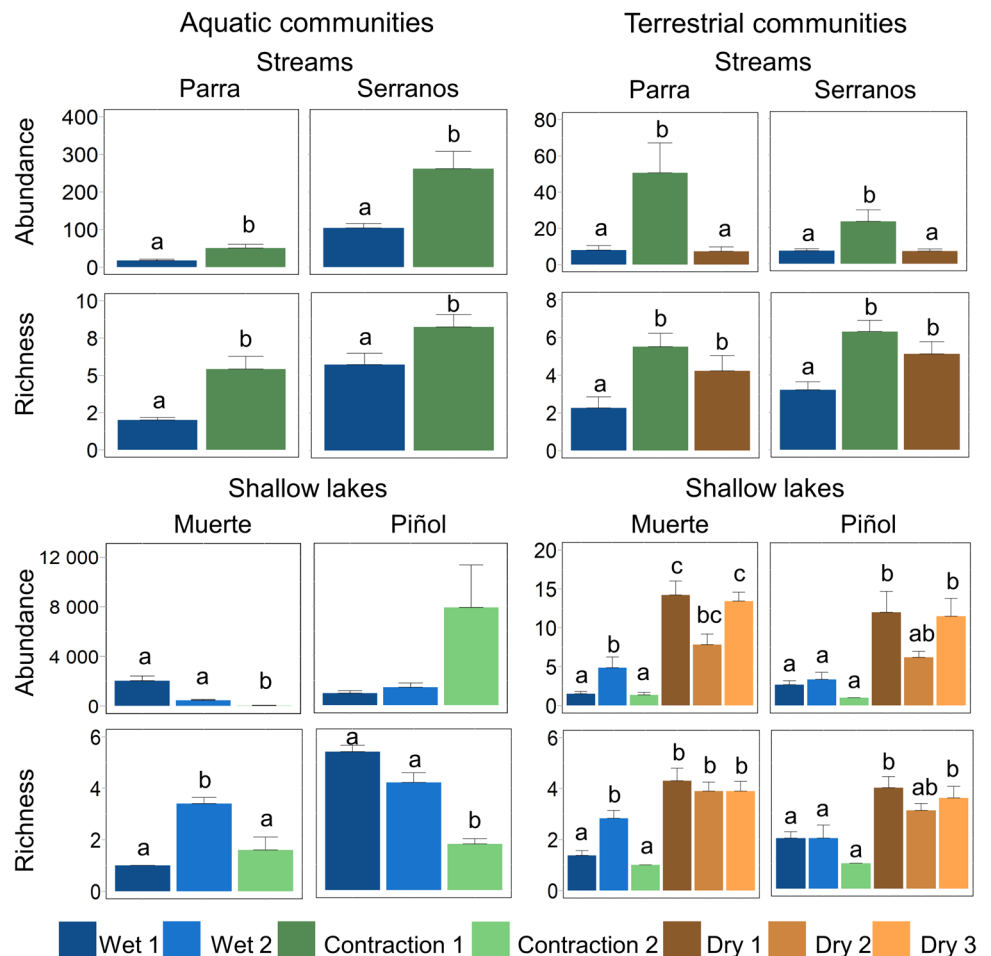 Aquatic communities
Terrestrial communities
Streams
Streams
Parra
Serranos
Parra
Serranos
Abundance
400
300
200
100
0
a
b
a
b
80
60
40
20
0
a
b
a
a
b
a
Richness
10
8
5
2
0
a
b
a
b
8
6
4
2
0
a
b
b
a
b
b
Shallow lakes
Shallow lakes
Muerte
Piñol
Muerte
Piñol
Abundance
12 000
8 000
4 000
0
a
a
b
20
15
10
5
0
a
b
a
c
bc
c
a
a
a
b
ab
b
Richness
6
4
2
0
a
b
a
a
a
b
6
4
2
0
a
b
a
b
b
b
a
a
a
b
ab
b
Wet 1 Wet 2 Contraction 1 Contraction 2 Dry 1 Dry 2 Dry 3